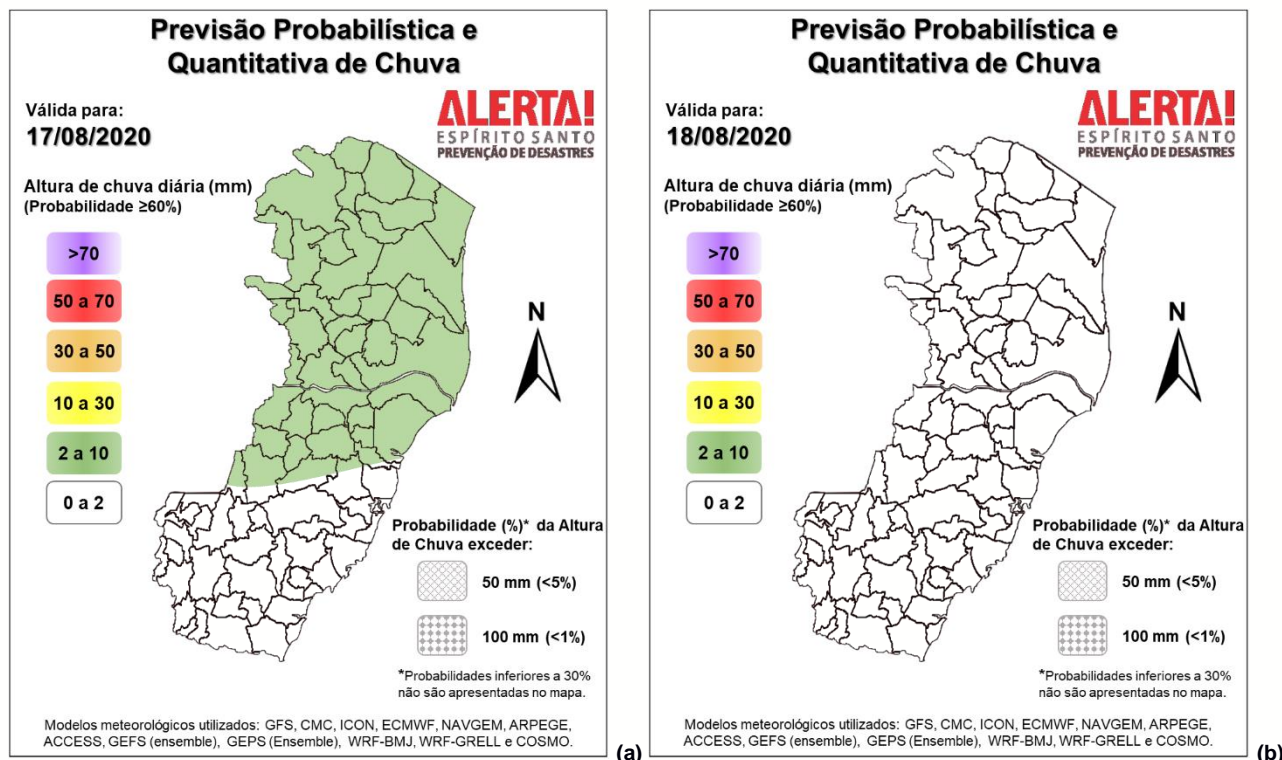 Previsão Probabilística e
Quantitativa de Chuva
Válida para:
17/08/2020
ALERTA!
ESPÍRITO SANTO
PREVENÇÃO DE DESASTRES
Altura de chuva diária (mm)
(Probabilidade ≥60%)
>70
50 a 70
30 a 50
10 a 30
2 a 10
0 a 2
N
Probabilidade (%)* da Altura
de Chuva exceder:
50 mm (<5%)
100 mm (<1%)
*Probabilidades inferiores a 30%
não são apresentadas no mapa.
Modelos meteorológicos utilizados: GFS, CMC, ICON, ECMWF, NAVGEM, ARPEGE,
ACCESS, GEFS (ensemble), GEPS (Ensemble), WRF-BMJ, WRF-GRELL e COSMO.
(a)
Previsão Probabilística e
Quantitativa de Chuva
Válida para:
18/08/2020
ALERTA!
ESPÍRITO SANTO
PREVENÇÃO DE DESASTRES
Altura de chuva diária (mm)
(Probabilidade ≥60%)
>70
50 a 70
30 a 50
10 a 30
2 a 10
0 a 2
N
Probabilidade (%)* da Altura
de Chuva exceder:
50 mm (<5%)
100 mm (<1%)
*Probabilidades inferiores a 30%
não são apresentadas no mapa.
Modelos meteorológicos utilizados: GFS, CMC, ICON, ECMWF, NAVGEM, ARPEGE,
ACCESS, GEFS (ensemble), GEPS (Ensemble), WRF-BMJ, WRF-GRELL e COSMO.
(b)